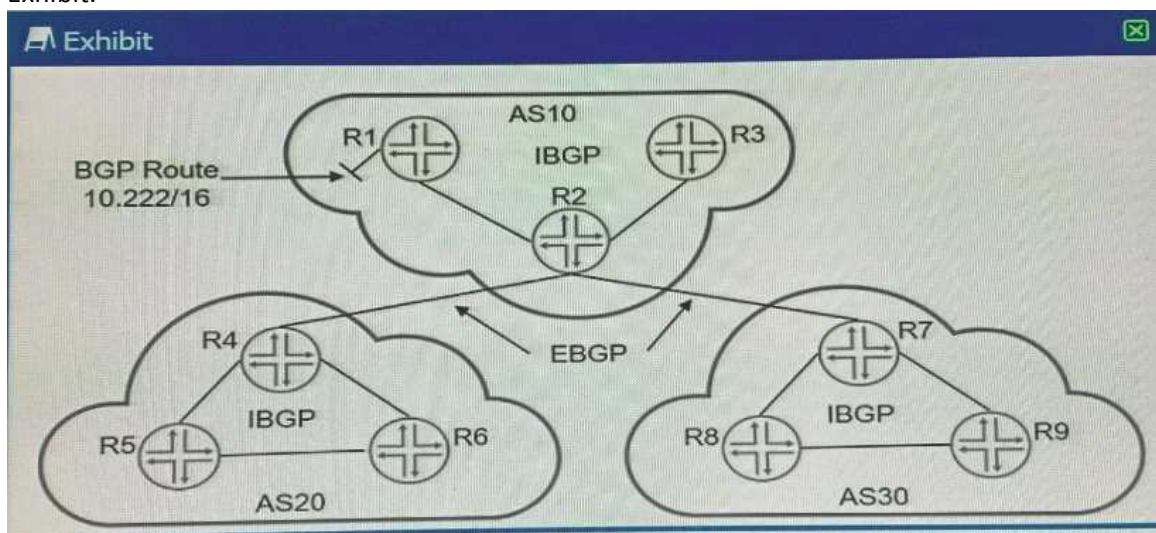 Exhibit
AS10
R1
R3
IBGP
BGP Route
10.222/16
R2
R4
EBGP
R7
IBGP
IBGP
R5
R6
R8
R9
AS20
AS30